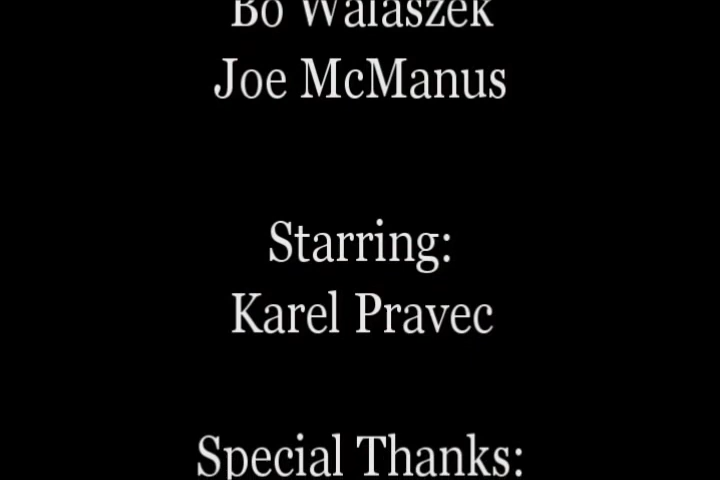 Bo Walaszek
Joe McManus
Starring:
Karel Pravec
Special Thanks: